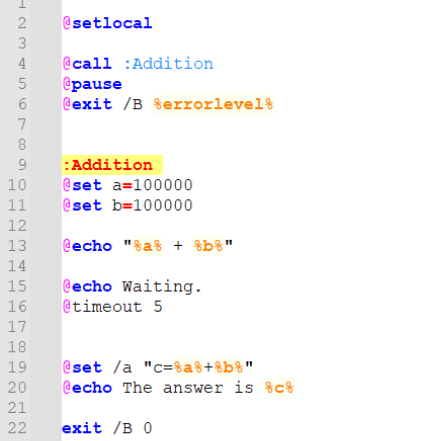 1
2 @setlocal
3
4 @call :Addition
5 @pause
6 @exit /B %errorlevel%
7
8
9 :Addition
10 @set a=100000
11 @set b=100000
12
13 @echo "%a% + %b%"
14
15 @echo Waiting.
16 @timeout 5
17
18
19 @set /a "c=%a%+%b%"
20 @echo The answer is %c%
21
22 exit /B 0